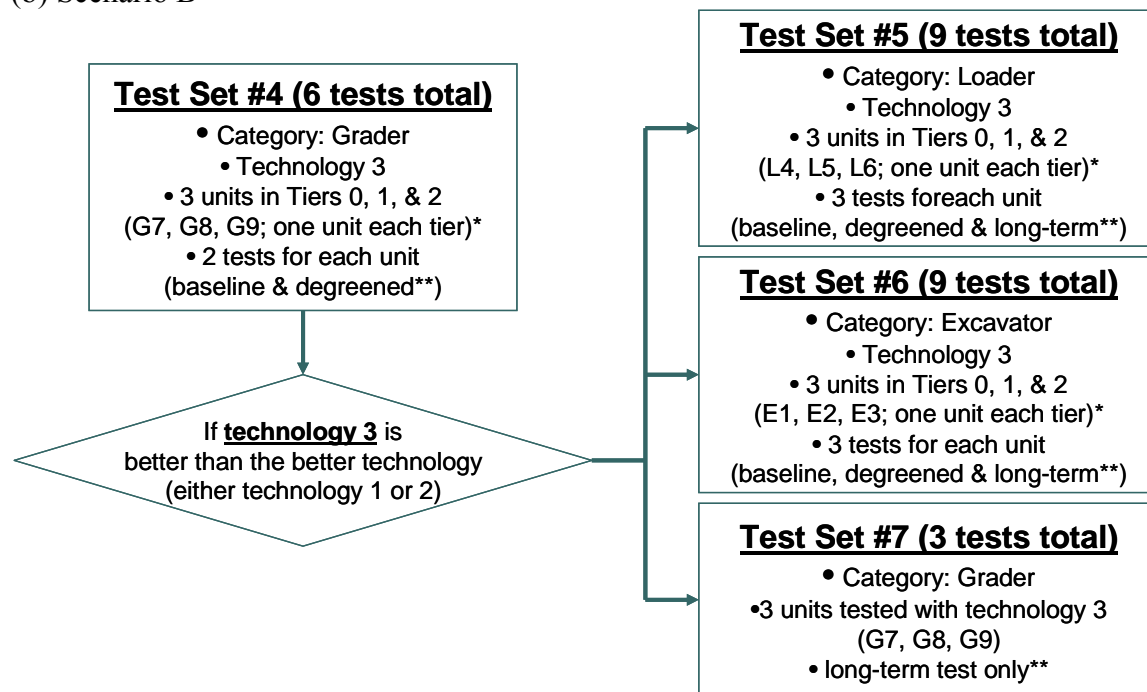 (b) Scenario B
Test Set #4 (6 tests total)
• Category: Grader
• Technology 3
• 3 units in Tiers 0, 1, & 2
(G7, G8, G9; one unit each tier)*
• 2 tests for each unit
(baseline & degreened**)
If technology 3 is
better than the better technology
(either technology 1 or 2)
Test Set #5 (9 tests total)
• Category: Loader
• Technology 3
• 3 units in Tiers 0, 1, & 2
(L4, L5, L6; one unit each tier)*
• 3 tests foreach unit
(baseline, degreened & long-term**)
Test Set #6 (9 tests total)
• Category: Excavator
• Technology 3
• 3 units in Tiers 0, 1, & 2
(E1, E2, E3; one unit each tier)*
• 3 tests for each unit
(baseline, degreened & long-term**)
Test Set #7 (3 tests total)
• Category: Grader
•3 units tested with technology 3
(G7, G8, G9)
• long-term test only**